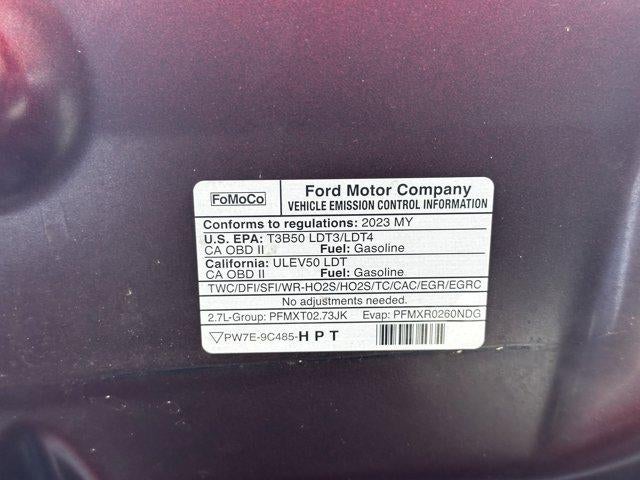 FoMoCo
Ford Motor Company
VEHICLE EMISSION CONTROL INFORMATION
Conforms to regulations: 2023 MY
U.S. EPA: T3B50 LDT3/LDT4
CA OBD II Fuel: Gasoline
California: ULEV50 LDT
CA OBD II Fuel: Gasoline
TWC/DFI/SFI/WR-HO2S/HO2S/TC/CAC/EGR/EGRC
No adjustments needed.
2.7L-Group: PFMXT02.73JK Evap: PFMXR0260NDG
PW7E-9C485-HPT